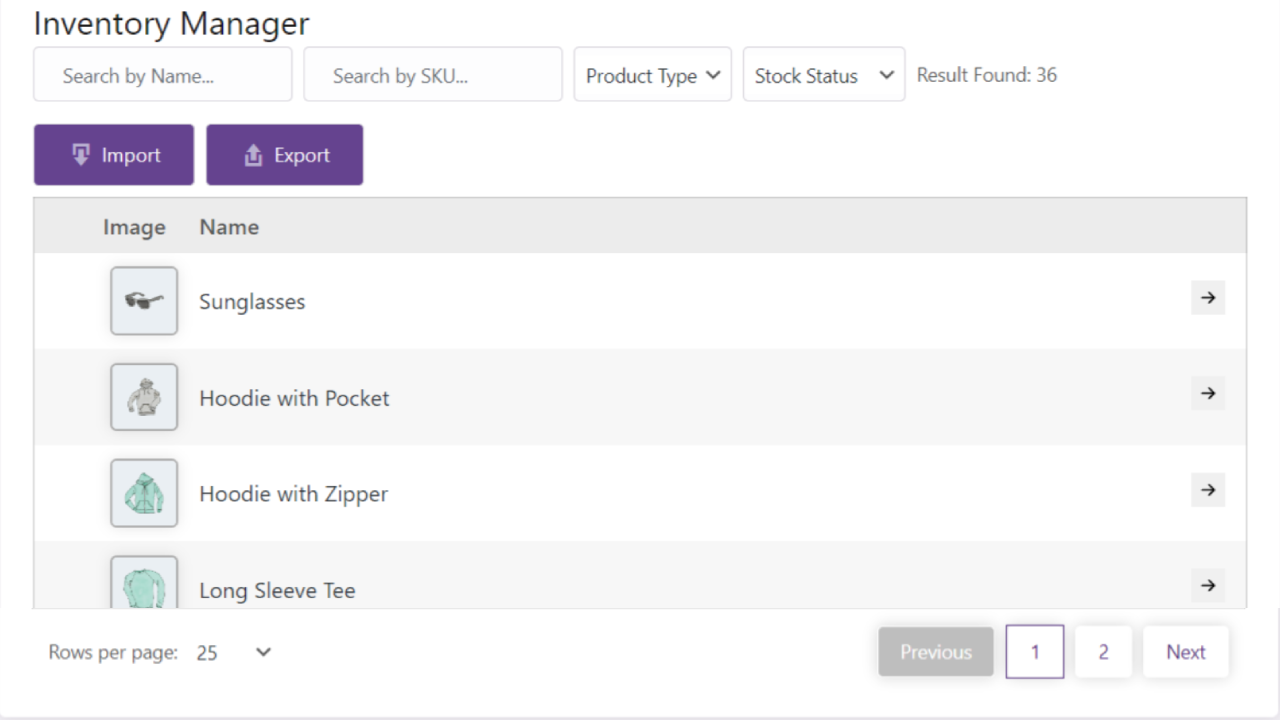 Inventory Manager
Search by Name... Search by SKU... Product Type Stock Status Result Found: 36
Import Export
Image Name
Sunglasses
Hoodie with Pocket
Hoodie with Zipper
Long Sleeve Tee
Rows per page: 25 Previous 1 2 Next